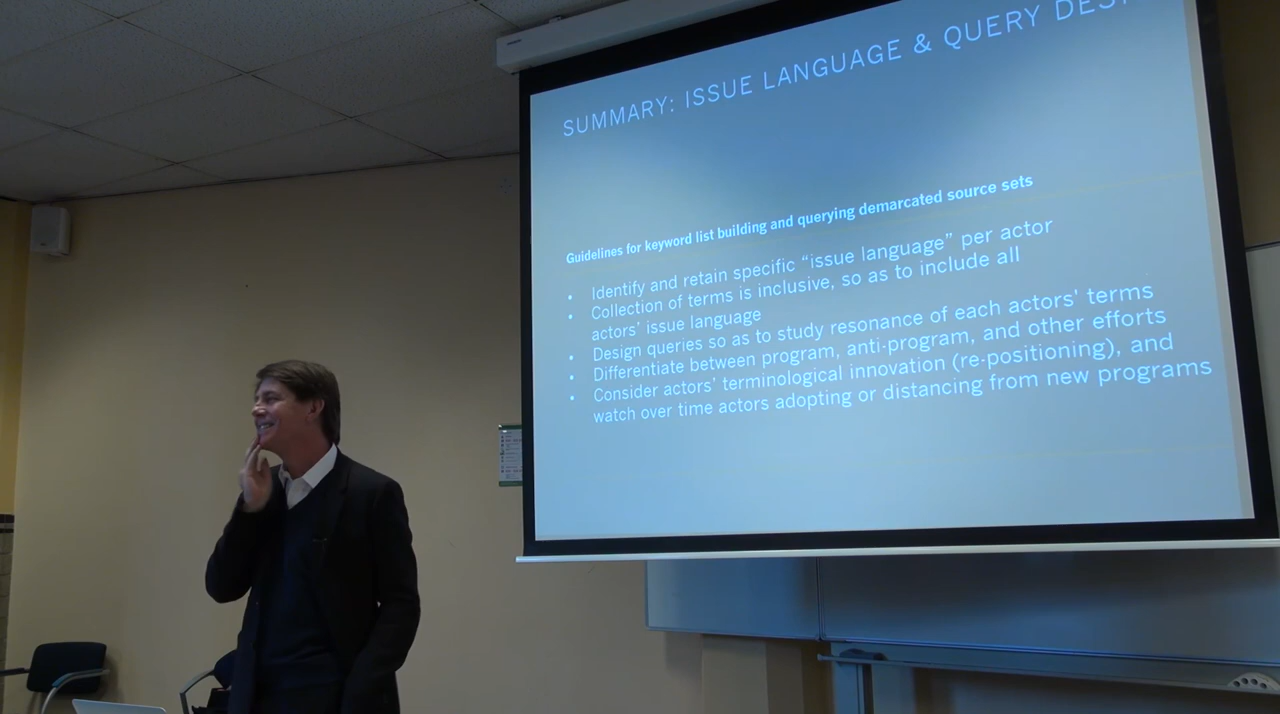 SUMMARY: ISSUE LANGUAGE & QUERY
Guidelines for keyword list building and querying demarcated source sets
• Identify and retain specific “issue language” per actor
• Collection of terms is inclusive, so as to include all
actors’ issue language
• Design queries so as to study resonance of each actors' terms
• Differentiate between program, anti-program, and other efforts
• Consider actors’ terminological innovation (re-positioning), and
watch over time actors adopting or distancing from new programs